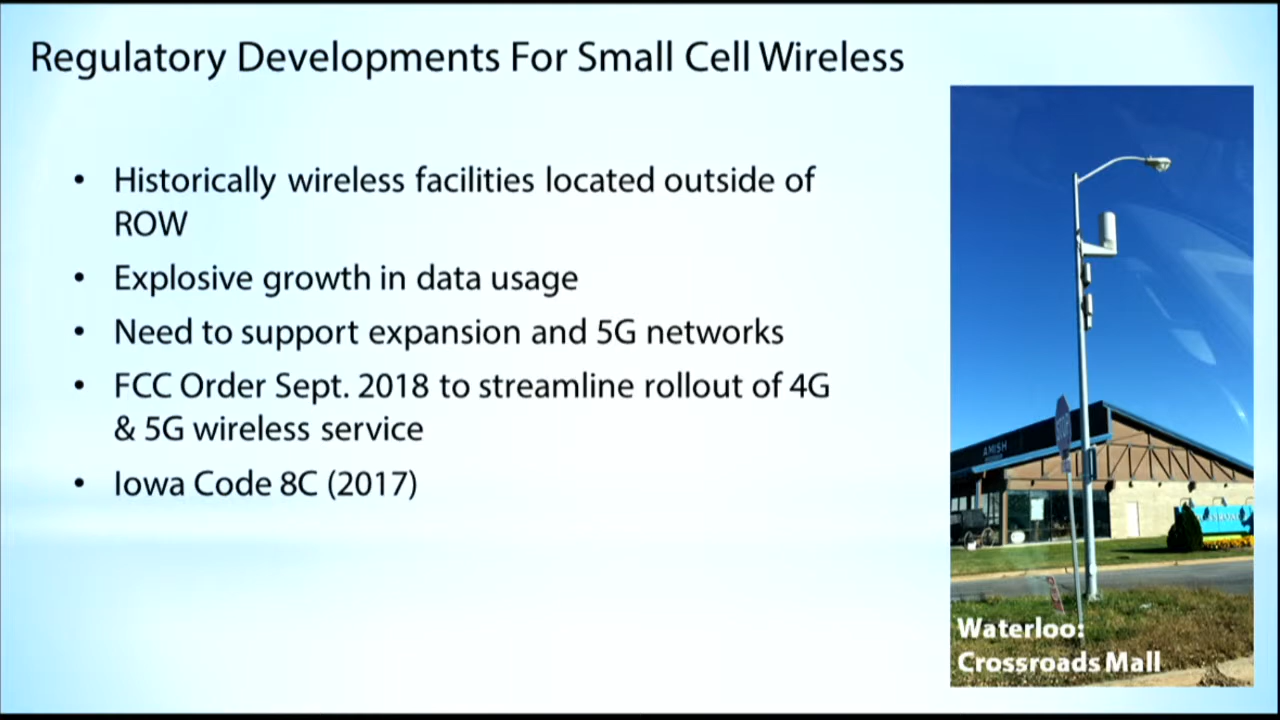 Regulatory Developments For Small Cell Wireless
• Historically wireless facilities located outside of
ROW
• Explosive growth in data usage
• Need to support expansion and 5G networks
• FCC Order Sept. 2018 to streamline rollout of 4G
& 5G wireless service
• Iowa Code 8C (2017)
AMISH
STOP
Waterloo:
Crossroads Mall